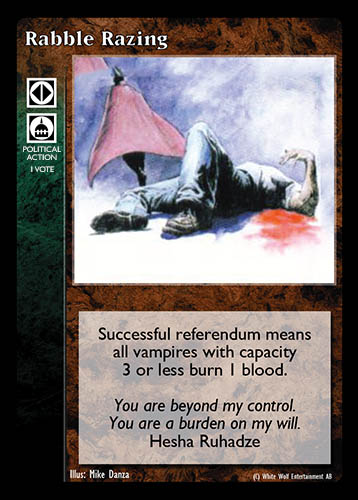 Rabble Razing
POLITICAL
ACTION
1 VOTE
Successful referendum means
all vampires with capacity
3 or less burn 1 blood.
You are beyond my control.
You are a burden on my will.
Hesha Ruhadze
Illus: Mike Danza
(C) White Wolf Entertainment AB